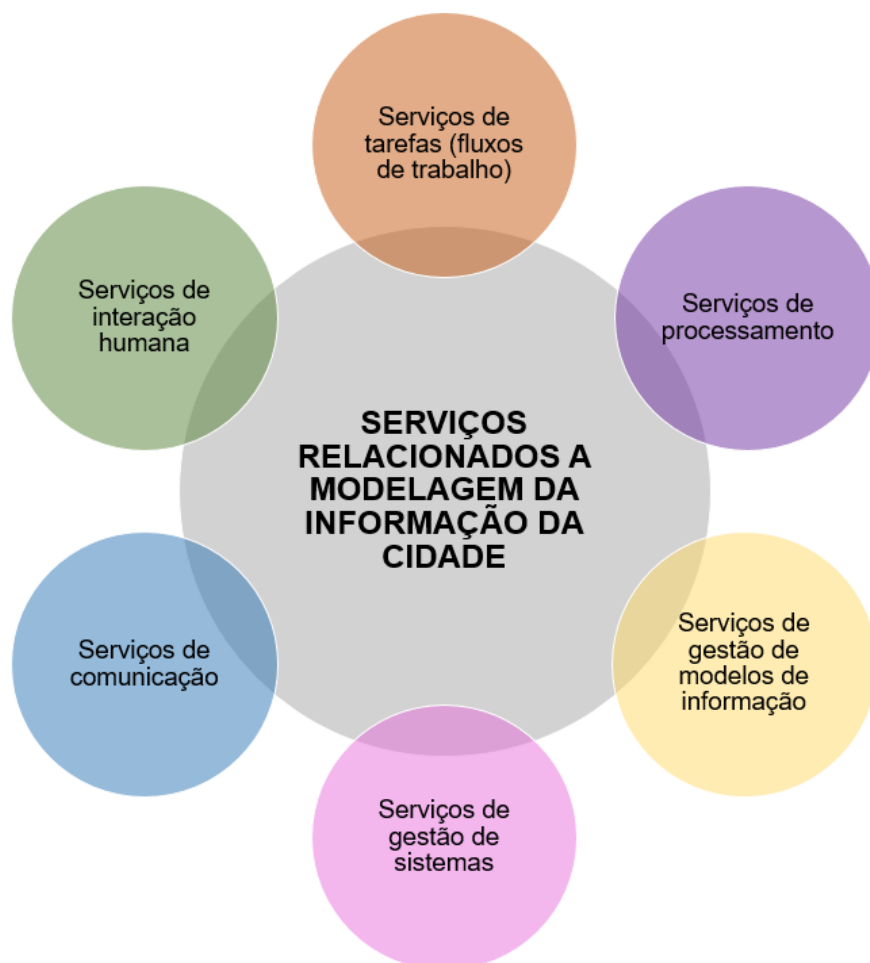 Serviços de
tarefas (fluxos
de trabalho)
Serviços de
interação
humana
Serviços de
processamento
SERVIÇOS
RELACIONADOS A
MODELAGEM DA
INFORMAÇÃO DA
CIDADE
Serviços de
comunicação
Serviços de
gestão de
modelos de
informação
Serviços de
gestão de
sistemas